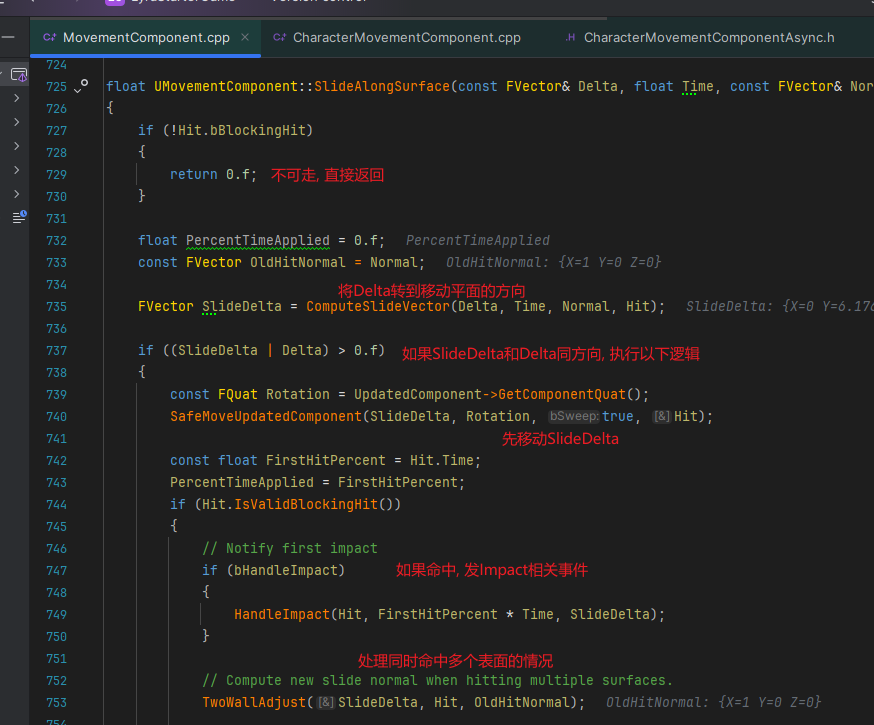 MovementComponent.cpp × CharacterMovementComponent.cpp .H CharacterMovementComponentAsync.h
724
725 float UMovementComponent::SlideAlongSurface(const FVector& Delta, float Time, const FVector& Nor
726 {
727 if (!Hit.bBlockingHit)
728 {
729 return 0.f; 不可走, 直接返回
730 }
731
732 float PercentTimeApplied = 0.f; PercentTimeApplied
733 const FVector OldHitNormal = Normal; OldHitNormal: {X=1 Y=0 Z=0}
734 将Delta转到移动平面的方向
735 FVector SlideDelta = ComputeSlideVector(Delta, Time, Normal, Hit); SlideDelta: {X=0 Y=6.176
736
737 if ((SlideDelta | Delta) > 0.f) 如果SlideDelta和Delta同方向, 执行以下逻辑
738 {
739 const FQuat Rotation = UpdatedComponent->GetComponentQuat();
740 SafeMoveUpdatedComponent(SlideDelta, Rotation, bSweep: true, [&] Hit);
741 先移动SlideDelta
742 const float FirstHitPercent = Hit.Time;
743 PercentTimeApplied = FirstHitPercent;
744 if (Hit.IsValidBlockingHit())
745 {
746 // Notify first impact
747 if (bHandleImpact) 如果命中, 发Impact相关事件
748 {
749 HandleImpact(Hit, FirstHitPercent * Time, SlideDelta);
750 }
751 处理同时命中多个表面的情况
752 // Compute new slide normal when hitting multiple surfaces.
753 TwoWallAdjust([&] SlideDelta, Hit, OldHitNormal); OldHitNormal: {X=1 Y=0 Z=0}